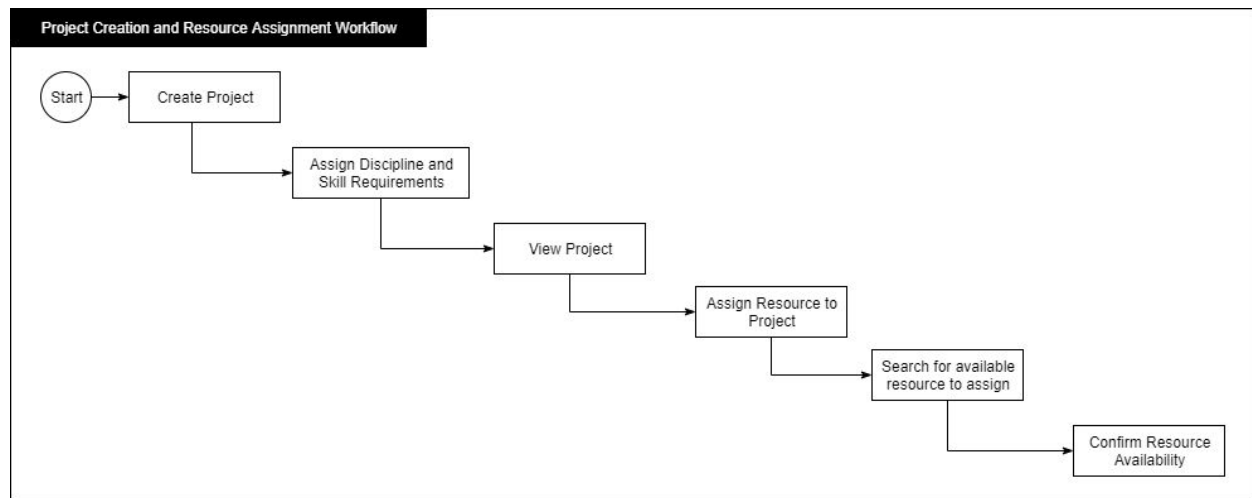 Project Creation and Resource Assignment Workflow
Start
Create Project
Assign Discipline and
Skill Requirements
View Project
Assign Resource to
Project
Search for available
resource to assign
Confirm Resource
Availability